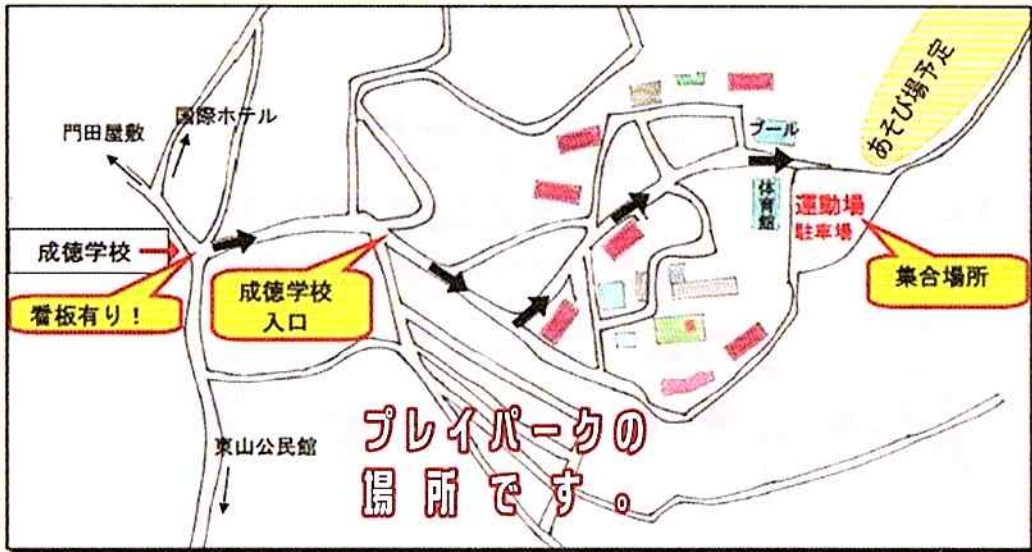 あそび場予定
国際ホテル
門田屋敷
プール
体育館
運動場
駐車場
成徳学校
成徳学校
入口
集合場所
看板有り！
東山公民館
プレイパークの
場所です。